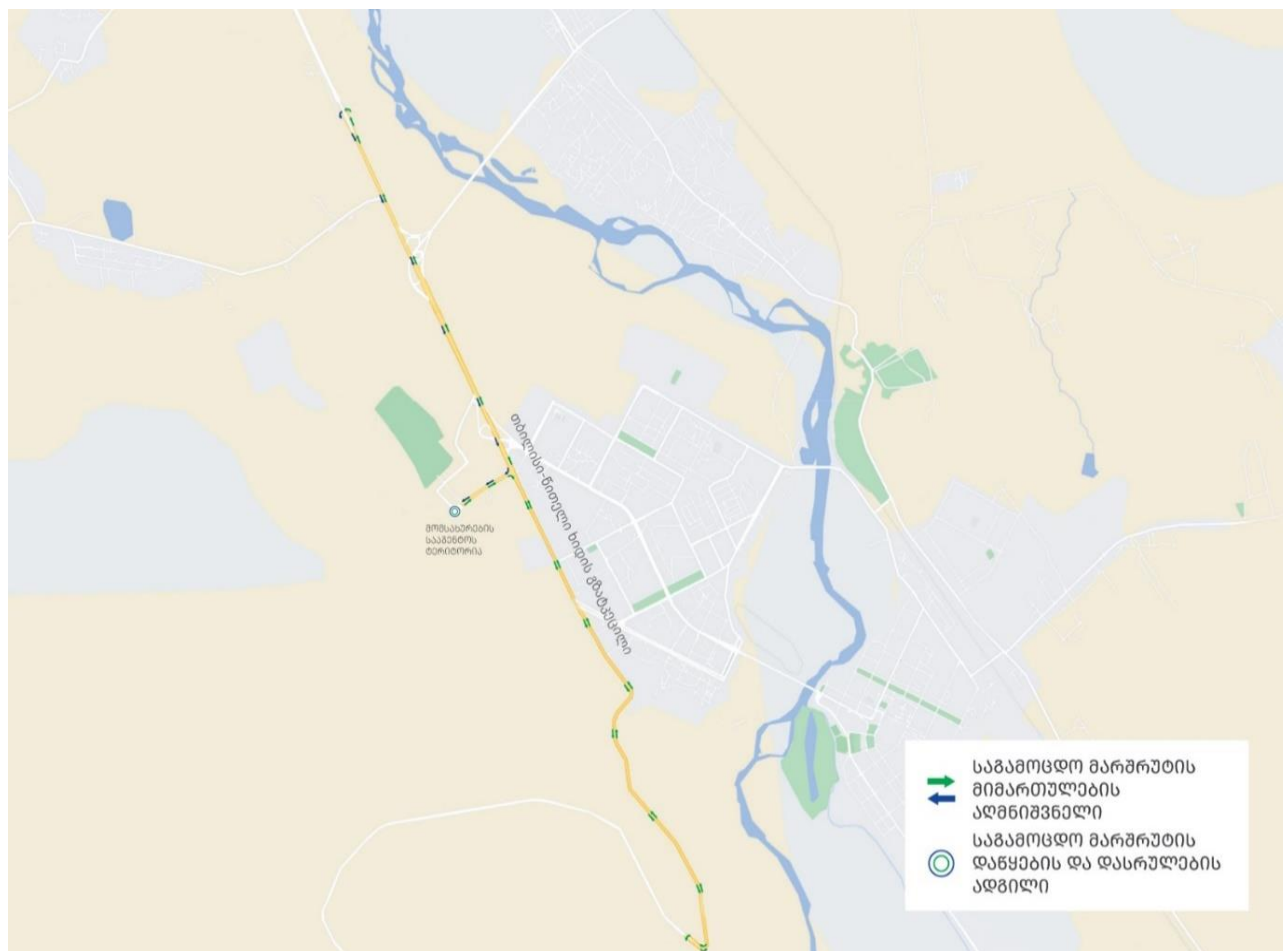 თბილისი-წითელი ხიდის გზატკეცილი
მომსახურების
სააგენტოს
ტერიტორია
საგამოცდო მარშრუტის
მიმართულების
აღმნიშვნელი
საგამოცდო მარშრუტის
დაწყების და დასრულების
ადგილი